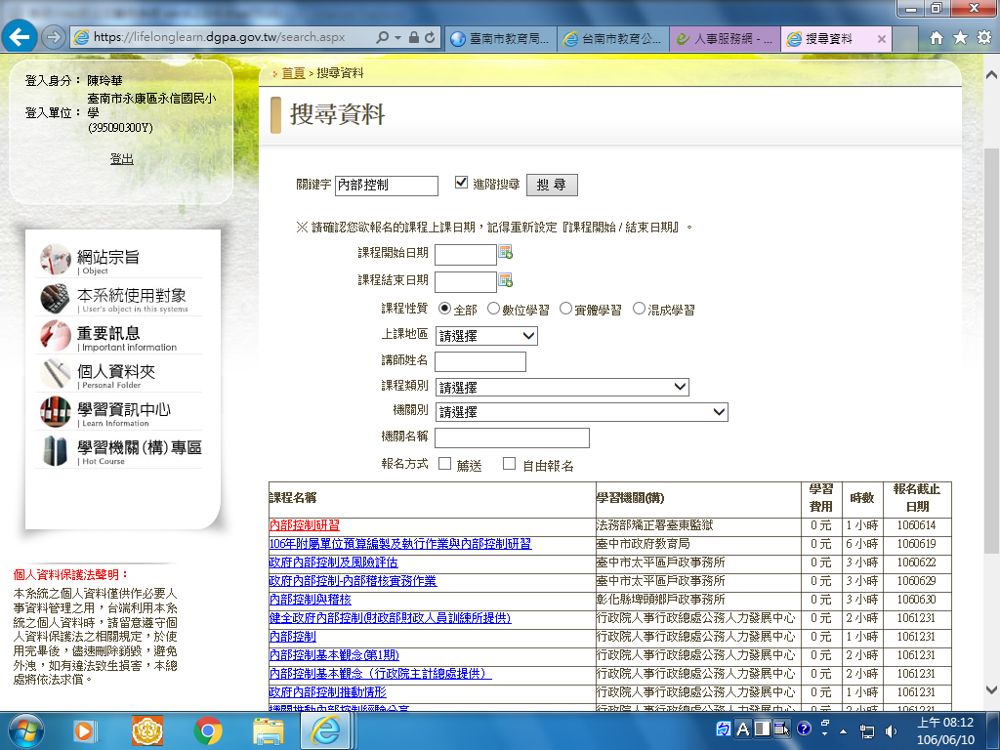 https://lifelonglearn.dgpa.gov.tw/search.aspx
臺南市教育局...
台南市教育公...
人事服務網 - ...
搜尋資料
登入身分： 陳玲華
臺南市永康區永信國民小
登入單位： 學
(395090300Y)
登出
首頁 › 搜尋資料
搜尋資料
關鍵字 內部控制 進階搜尋 搜 尋
※ 請確認您欲報名的課程上課日期，記得重新設定『課程開始 / 結束日期』。
課程開始日期
課程結束日期
課程性質 全部 數位學習 實體學習 混成學習
上課地區 請選擇
講師姓名
課程類別 請選擇
機關別 請選擇
機關名稱
報名方式 薦送 自由報名
網站宗旨
| Object
本系統使用對象
| User's object in this systems
重要訊息
| Important information
個人資料夾
| Personal Folder
學習資訊中心
| Learn Information
學習機關(構)專區
| Hot Course
個人資料保護法聲明：
本系統之個人資料僅供作必要人
事資料管理之用，台端利用本系
統之個人資料時，請留意遵守個
人資料保護法之相關規定，於使
用完畢後，儘速刪除銷毀，避免
外洩，如有違法致生損害，本總
處將依法求償。
課程名稱 學習機關(構) 學習費用 時數 報名截止日期
內部控制研習 法務部矯正署臺東監獄 0 元 1 小時 1060614
106年附屬單位預算編製及執行作業與內部控制研習 臺中市政府教育局 0 元 6 小時 1060619
政府內部控制及風險評估 臺中市太平區戶政事務所 0 元 3 小時 1060622
政府內部控制-內部稽核實務作業 臺中市太平區戶政事務所 0 元 3 小時 1060629
內部控制與稽核 彰化縣埤頭鄉戶政事務所 0 元 3 小時 1060630
健全政府內部控制(財政部財政人員訓練所提供) 行政院人事行政總處公務人力發展中心 0 元 2 小時 1061231
內部控制 行政院人事行政總處公務人力發展中心 0 元 1 小時 1061231
內部控制基本觀念(第1期) 行政院人事行政總處公務人力發展中心 0 元 2 小時 1061231
內部控制基本觀念（行政院主計總處提供） 行政院人事行政總處公務人力發展中心 0 元 2 小時 1061231
政府內部控制推動情形 行政院人事行政總處公務人力發展中心 0 元 1 小時 1061231
機關推動內部控制經驗分享 行政院人事行政總處公務人力發展中心 0 元 2 小時 1061231
上午 08:12
106/06/10